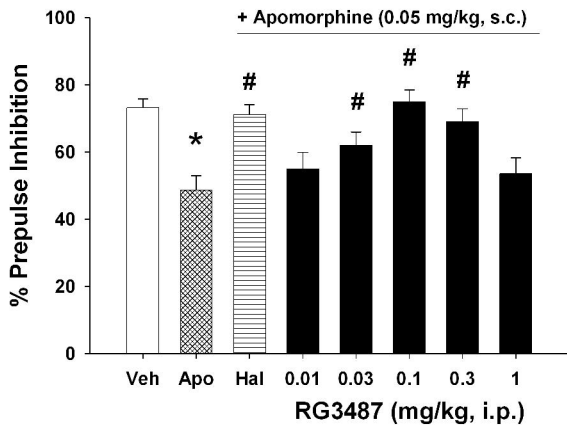 + Apomorphine (0.05 mg/kg, s.c.)
% Prepulse Inhibition
100
80
60
40
20
0
*
#
#
#
#
Veh Apo Hal 0.01 0.03 0.1 0.3 1
RG3487 (mg/kg, i.p.)